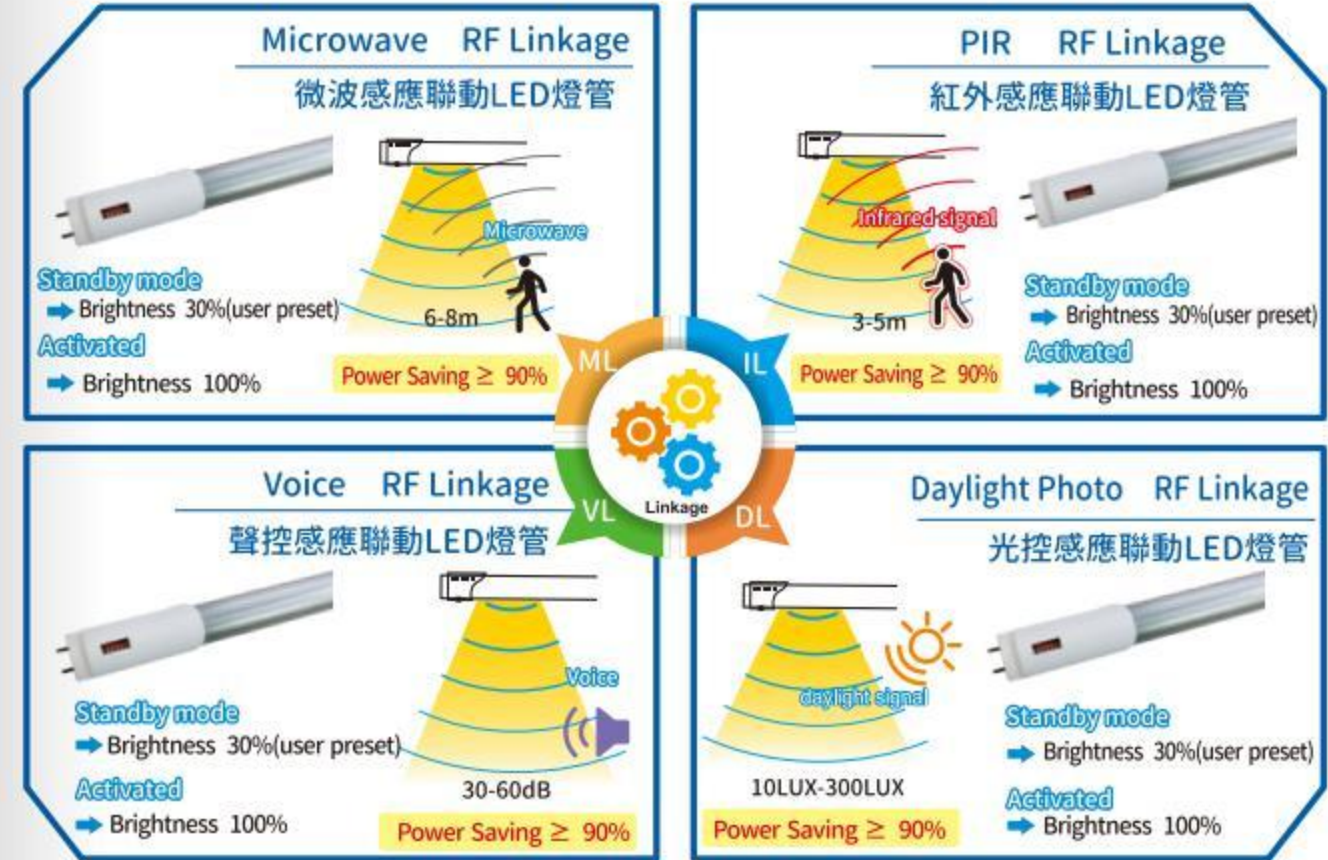 Microwave RF Linkage
微波感應聯動LED燈管
Microwave
Standby mode
Brightness 30%(user preset)
6-8m
Activated
Brightness 100%
Power Saving ≥ 90%
PIR RF Linkage
紅外感應聯動LED燈管
Infrared signal
Standby mode
Brightness 30%(user preset)
3-5m
Activated
Brightness 100%
Power Saving ≥ 90%
ML
IL
Linkage
VL
DL
Voice RF Linkage
聲控感應聯動LED燈管
Voice
Standby mode
Brightness 30%(user preset)
Activated
30-60dB
Brightness 100%
Power Saving ≥ 90%
Daylight Photo RF Linkage
光控感應聯動LED燈管
daylight signal
Standby mode
Brightness 30%(user preset)
10LUX-300LUX
Activated
Brightness 100%
Power Saving ≥ 90%